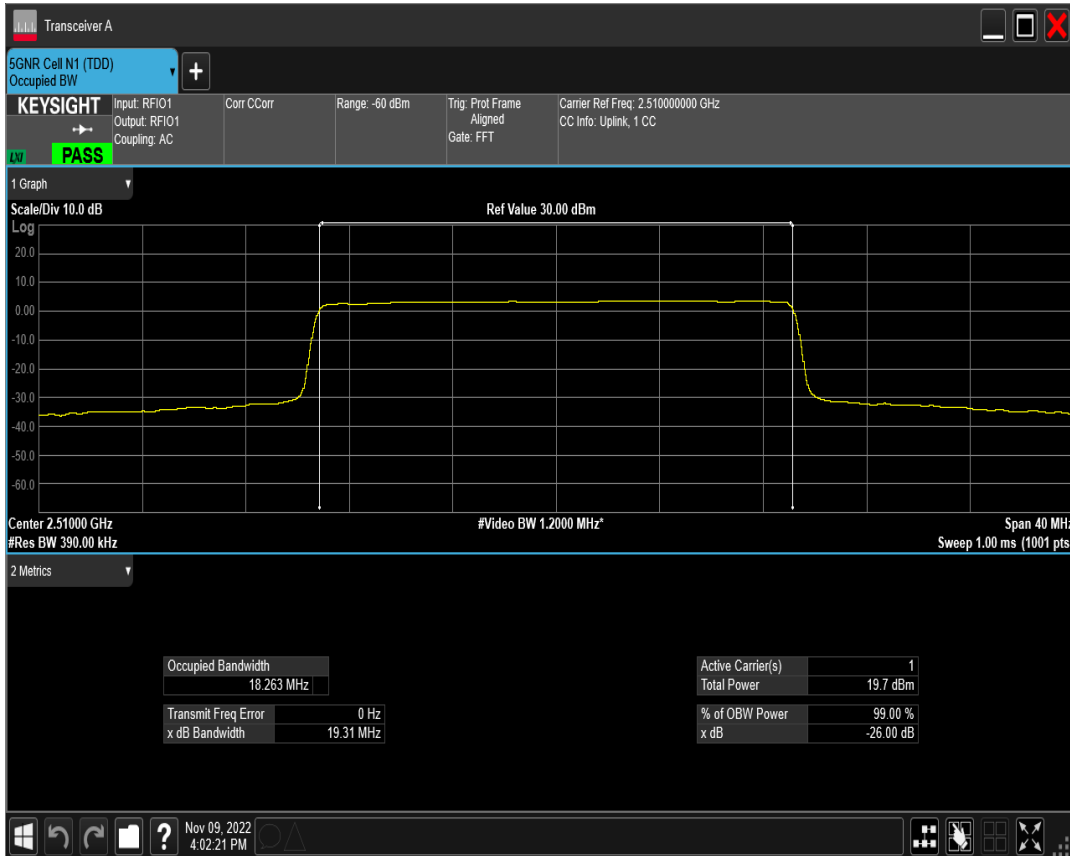 Transceiver A
5GNR Cell N1 (TDD)
Occupied BW
+
KEYSIGHT
LXI
PASS
Input: RFIO1
Output: RFIO1
Coupling: AC
Corr CCorr
Range: -60 dBm
Trig: Prot Frame
Aligned
Gate: FFT
Carrier Ref Freq: 2.510000000 GHz
CC Info: Uplink, 1 CC
1 Graph
Scale/Div 10.0 dB
Ref Value 30.00 dBm
Log
20.0
10.0
0.00
-10.0
-20.0
-30.0
-40.0
-50.0
-60.0
Center 2.51000 GHz
#Video BW 1.2000 MHz*
Span 40 MHz
#Res BW 390.00 kHz
Sweep 1.00 ms (1001 pts
2 Metrics
Occupied Bandwidth
18.263 MHz
Transmit Freq Error 0 Hz
x dB Bandwidth 19.31 MHz
Active Carrier(s) 1
Total Power 19.7 dBm
% of OBW Power 99.00 %
x dB -26.00 dB
?
Nov 09, 2022
4:02:21 PM